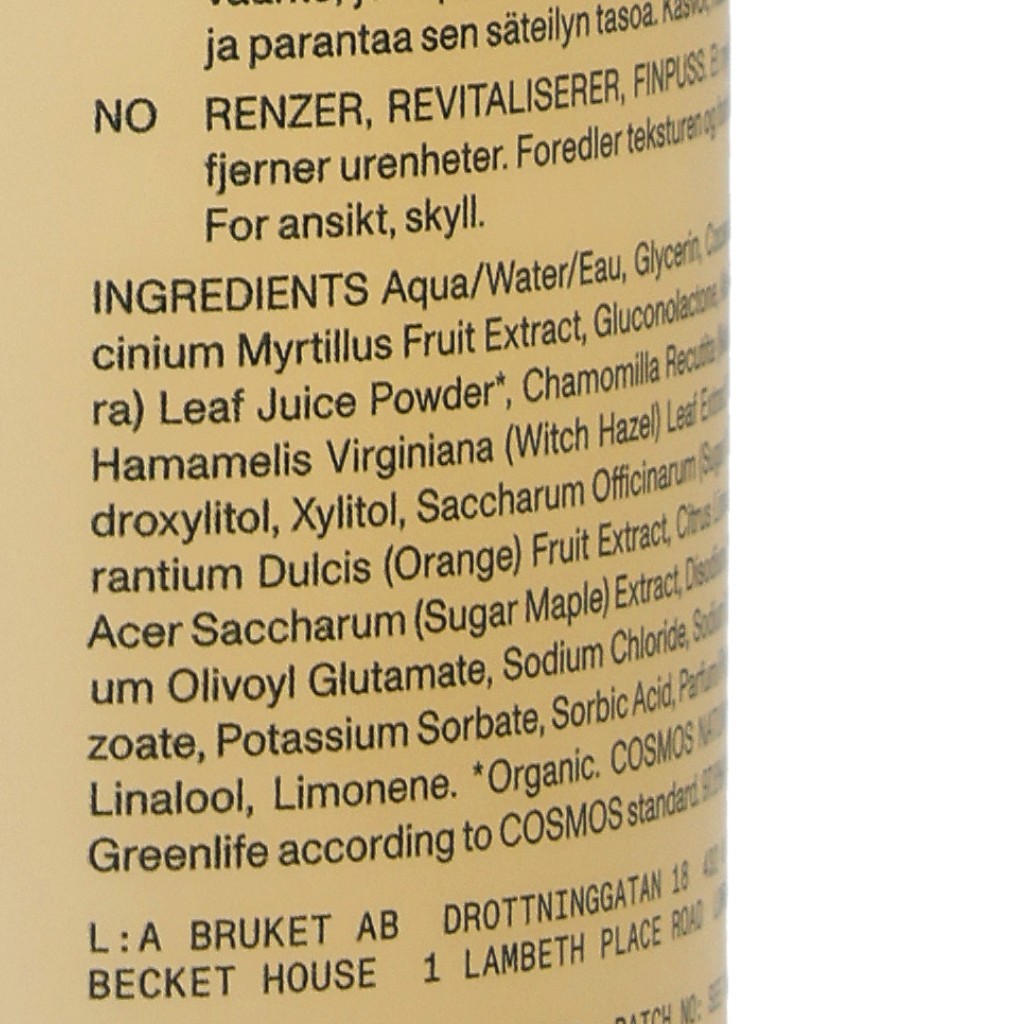 ja parantaa sen säteilyn tasoa.
NO RENZER, REVITALISERER, FINPUSS.
fjerner urenheter. Foredler teksturen og
For ansikt, skyll.
INGREDIENTS Aqua/Water/Eau, Glycerin,
cinium Myrtillus Fruit Extract, Gluconolactone,
ra) Leaf Juice Powder*, Chamomilla Recutita
Hamamelis Virginiana (Witch Hazel) Leaf
droxylitol, Xylitol, Saccharum Officinarum
rantium Dulcis (Orange) Fruit Extract, Citrus
Acer Saccharum (Sugar Maple) Extract,
um Olivoyl Glutamate, Sodium Chloride,
zoate, Potassium Sorbate, Sorbic Acid,
Linalool, Limonene. *Organic. COSMOS
Greenlife according to COSMOS standard.
L:A BRUKET AB DROTTNINGGATAN 18
BECKET HOUSE 1 LAMBETH PLACE ROAD
BATCH NO: